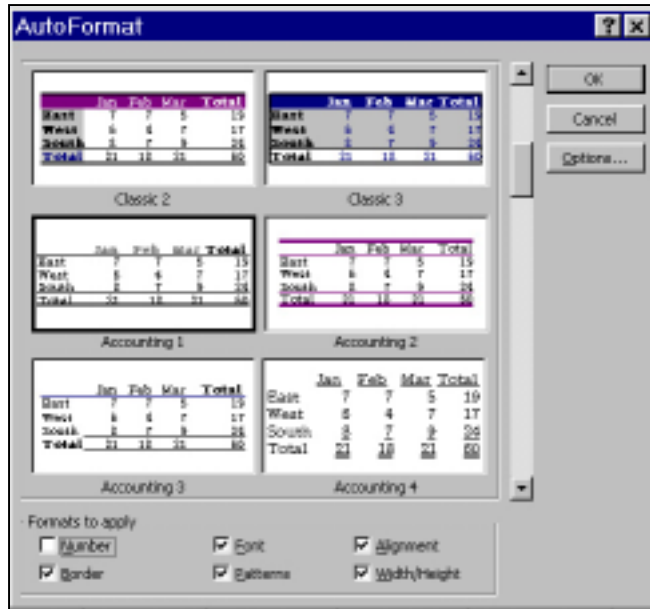 AutoFormat
Jan Feb Mar Total
East 7 7 5 19
West 6 4 7 17
South 8 7 9 24
Total 21 18 21 60
Classic 2
Jan Feb Mar Total
East 7 7 5 19
West 6 4 7 17
South 8 7 9 24
Total 21 18 21 60
Classic 3
OK
Cancel
Options...
Jan Feb Mar Total
East 7 7 5 19
West 6 4 7 17
South 8 7 9 24
Total 21 18 21 60
Accounting 1
Jan Feb Mar Total
East 7 7 5 19
West 6 4 7 17
South 8 7 9 24
Total 21 18 21 60
Accounting 2
Jan Feb Mar Total
East 7 7 5 19
West 6 4 7 17
South 8 7 9 24
Total 21 18 21 60
Accounting 3
Jan Feb Mar Total
East 7 7 5 19
West 6 4 7 17
South 8 7 9 24
Total 21 18 21 60
Accounting 4
Formats to apply
Number Font Alignment
Border Patterns Width/Height